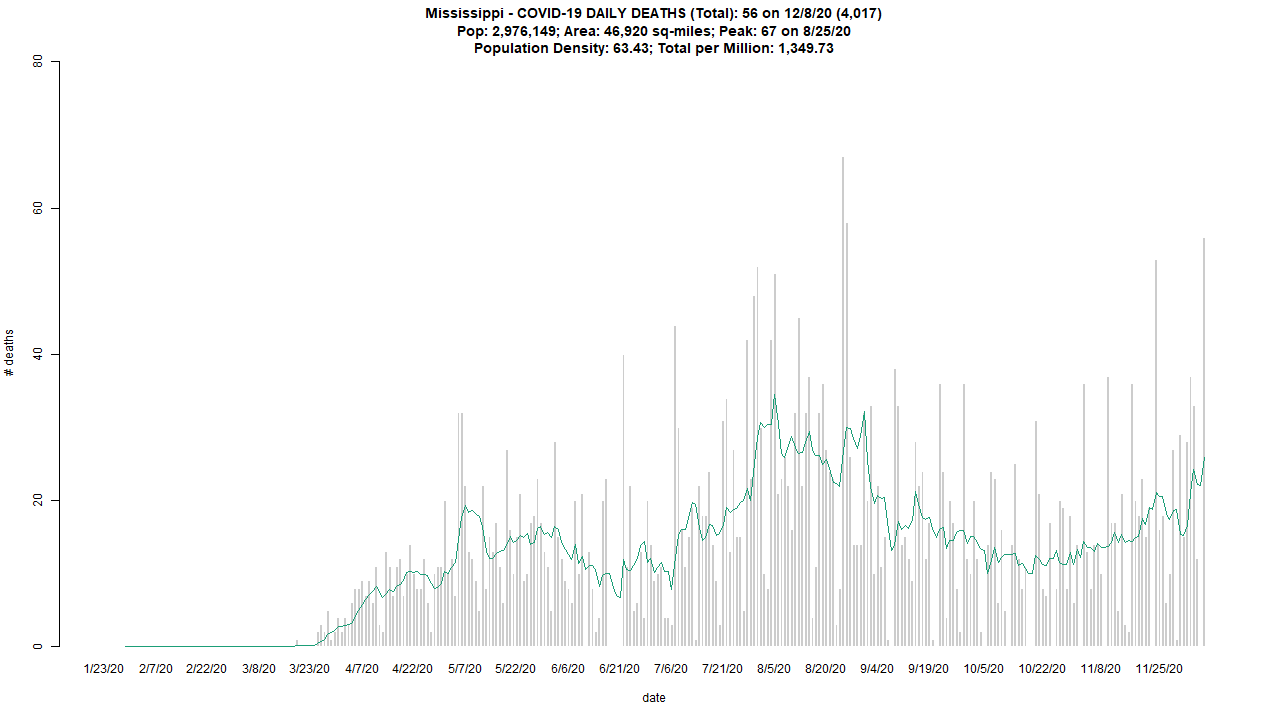 Mississippi - COVID-19 DAILY DEATHS (Total): 56 on 12/8/20 (4,017)
Pop: 2,976,149; Area: 46,920 sq-miles; Peak: 67 on 8/25/20
Population Density: 63.43; Total per Million: 1,349.73
80
60
40
20
0
# deaths
1/23/20 2/7/20 2/22/20 3/8/20 3/23/20 4/7/20 4/22/20 5/7/20 5/22/20 6/6/20 6/21/20 7/6/20 7/21/20 8/5/20 8/20/20 9/4/20 9/19/20 10/5/20 10/22/20 11/8/20 11/25/20
date